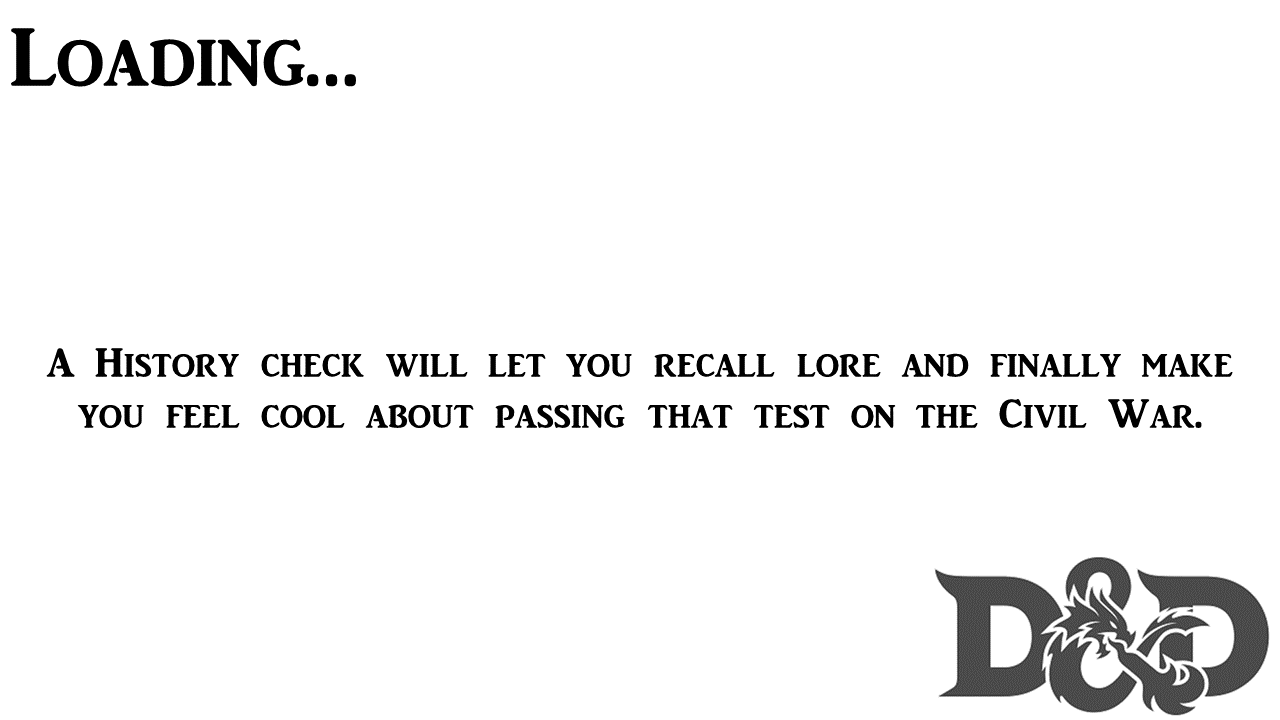 Loading...
A History check will let you recall lore and finally make
you feel cool about passing that test on the Civil War.
D&D